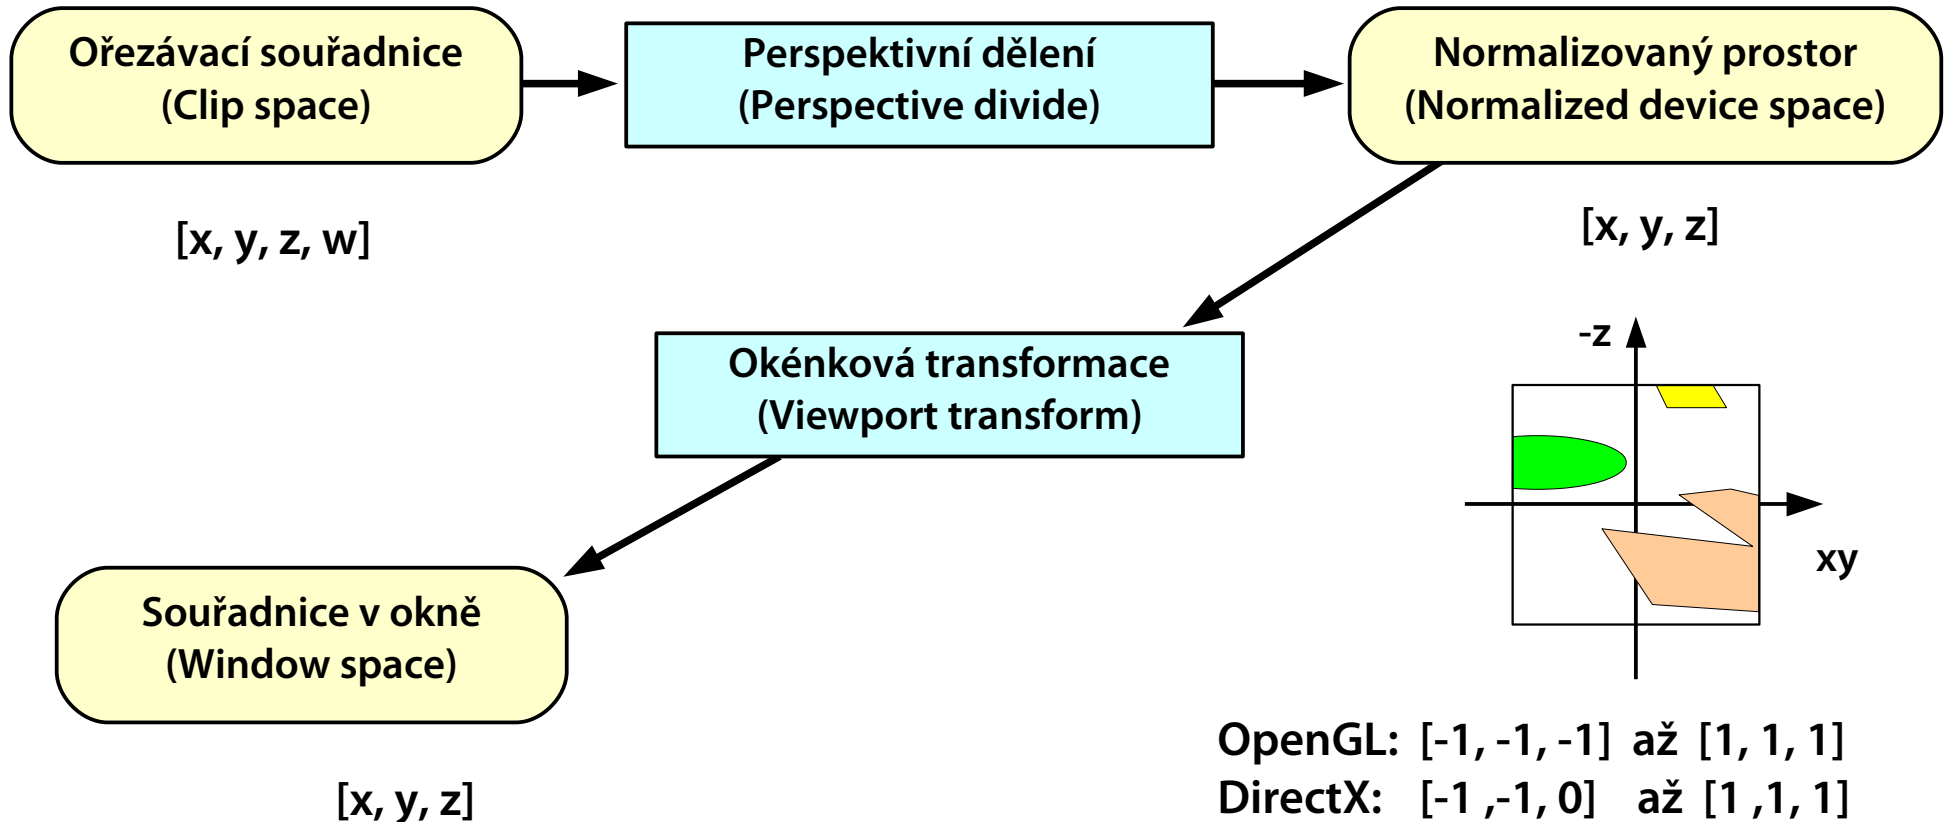 Ořezávací souřadnice
(Clip space)
Perspektivní dělení
(Perspective divide)
Normalizovaný prostor
(Normalized device space)
[x, y, z, w]
[x, y, z]
Okénková transformace
(Viewport transform)
-z
xy
Souřadnice v okně
(Window space)
[x, y, z]
OpenGL: [-1, -1, -1] až [1, 1, 1]
DirectX: [-1 ,-1, 0] až [1 ,1, 1]